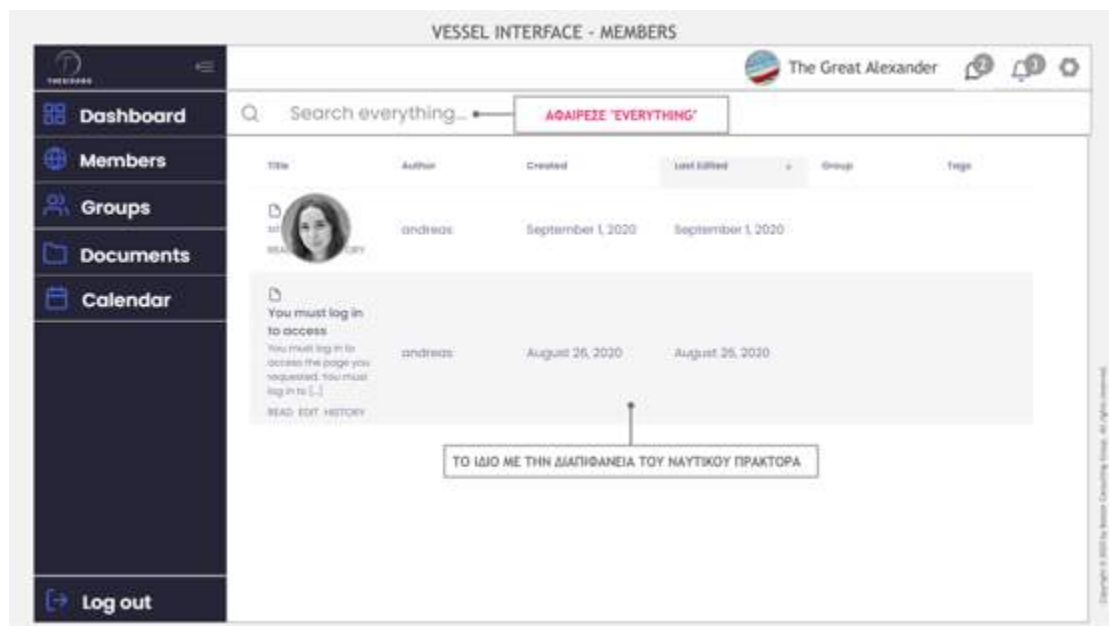 VESSEL INTERFACE - MEMBERS
The Great Alexander
Dashboard
Search everything...
ΑΦΑΙΡΕΣΕ "EVERYTHING"
Members
Groups
Documents
Calendar
Log out
Title Author Created Last Edited Group Tags
andreas September 1, 2020 September 1, 2020
You must log in
to access
You must log in to
access the page you
requested. You must
log in to [...]
andreas August 26, 2020 August 26, 2020
READ EDIT HISTORY
ΤΟ ΙΔΙΟ ΜΕ ΤΗΝ ΔΙΑΠΙΦΑΝΕΙΑ ΤΟΥ ΝΑΥΤΙΚΟΥ ΠΡΑΚΤΟΡΑ